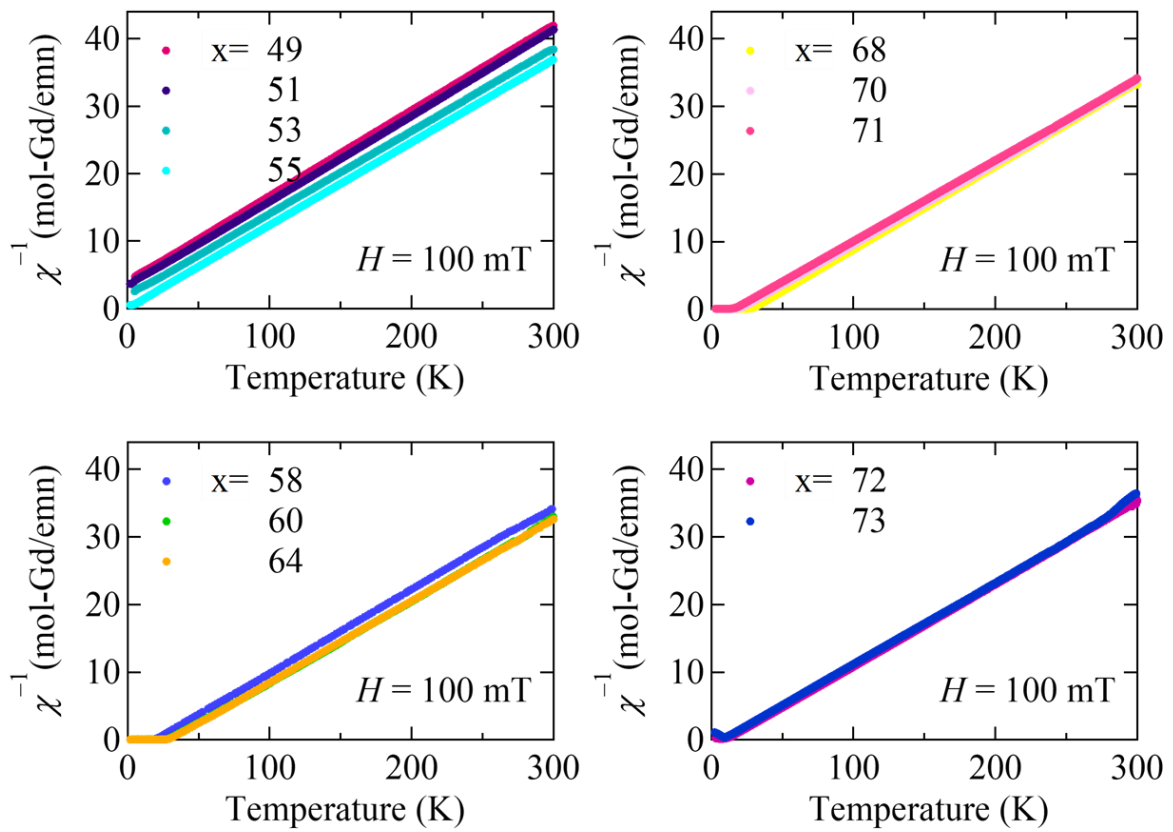 40
30
20
10
0
χ⁻¹ (mol-Gd/emn)
x= 49
51
53
55
H = 100 mT
0 100 200 300
Temperature (K)
40
30
20
10
0
χ⁻¹ (mol-Gd/emn)
x= 68
70
71
H = 100 mT
0 100 200 300
Temperature (K)
40
30
20
10
0
χ⁻¹ (mol-Gd/emn)
x= 58
60
64
H = 100 mT
0 100 200 300
Temperature (K)
40
30
20
10
0
χ⁻¹ (mol-Gd/emn)
x= 72
73
H = 100 mT
0 100 200 300
Temperature (K)